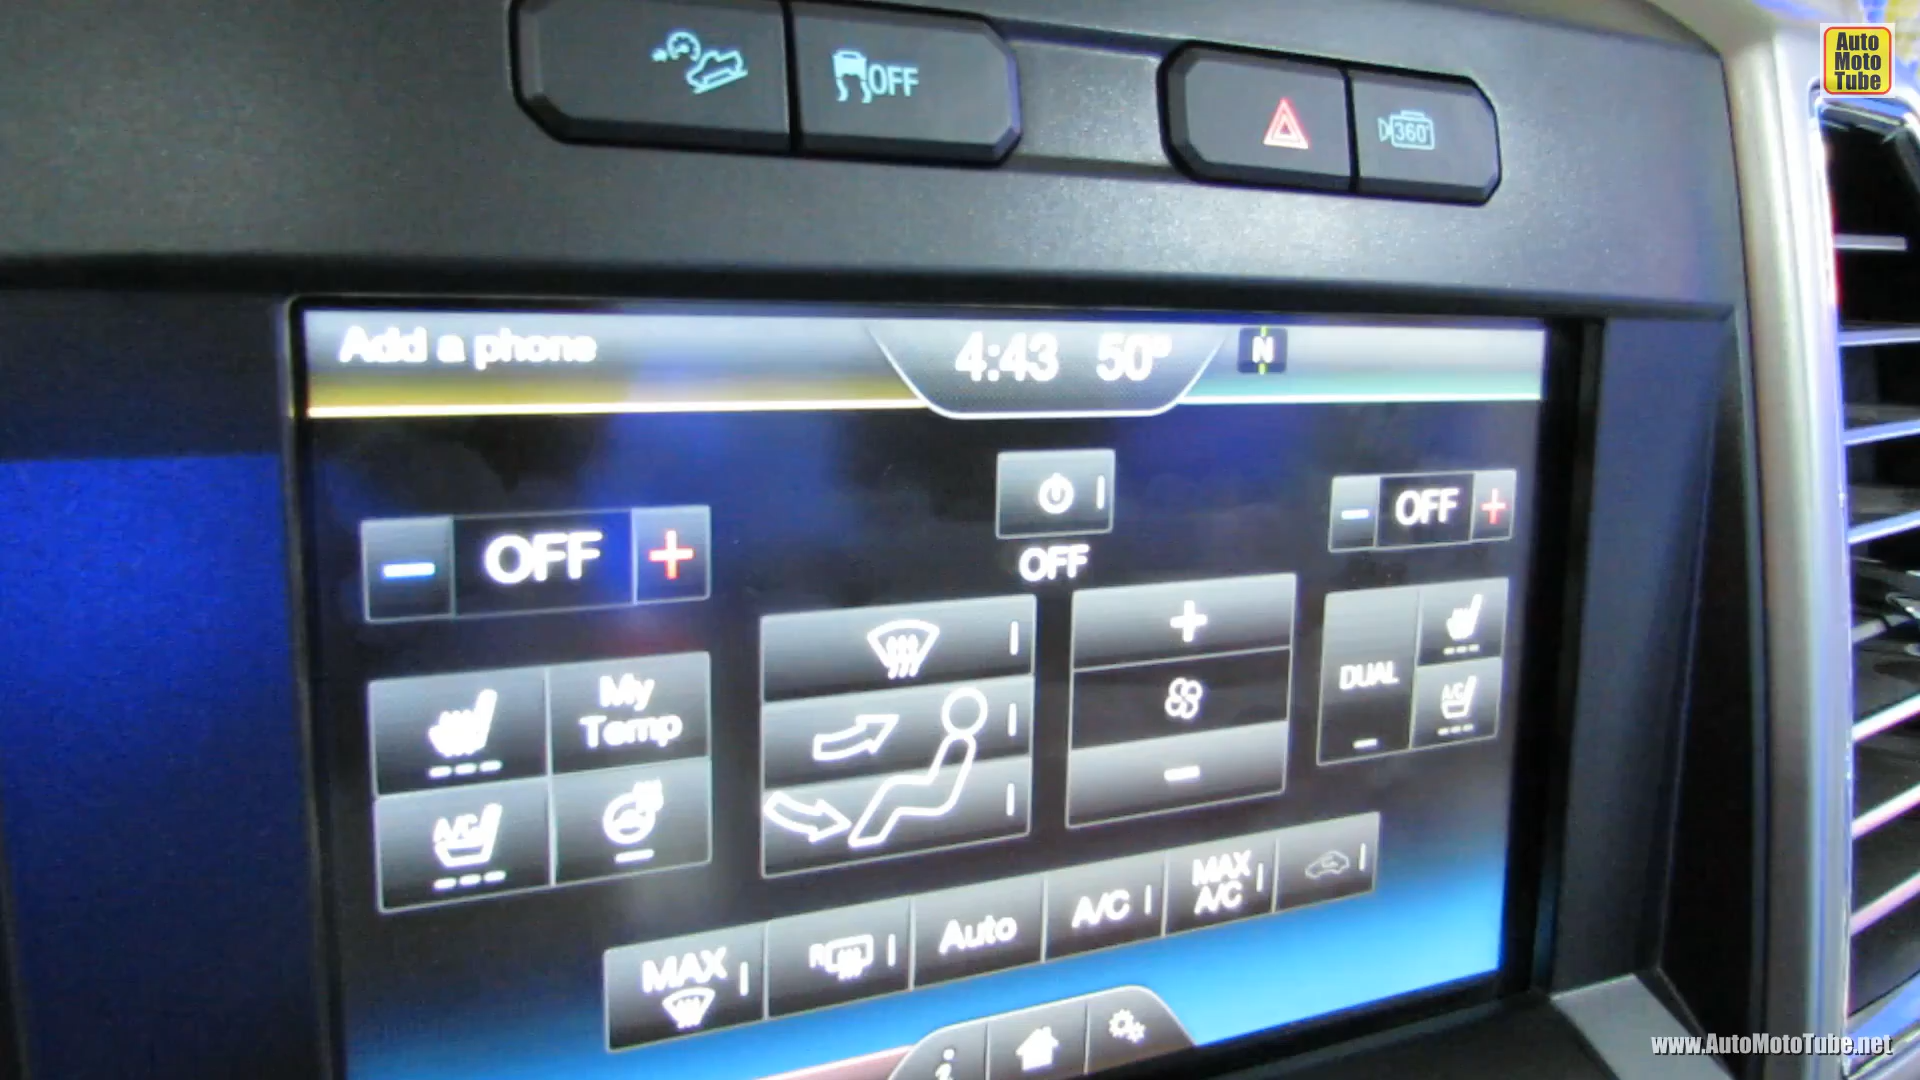 Auto
Moto
Tube
OFF
360°
Add a phone
4:43 50°
N
OFF
OFF
OFF
My
Temp
DUAL
A/C
A/C
MAX
R
Auto
A/C
MAX
A/C
i
www.AutoMotoTube.net